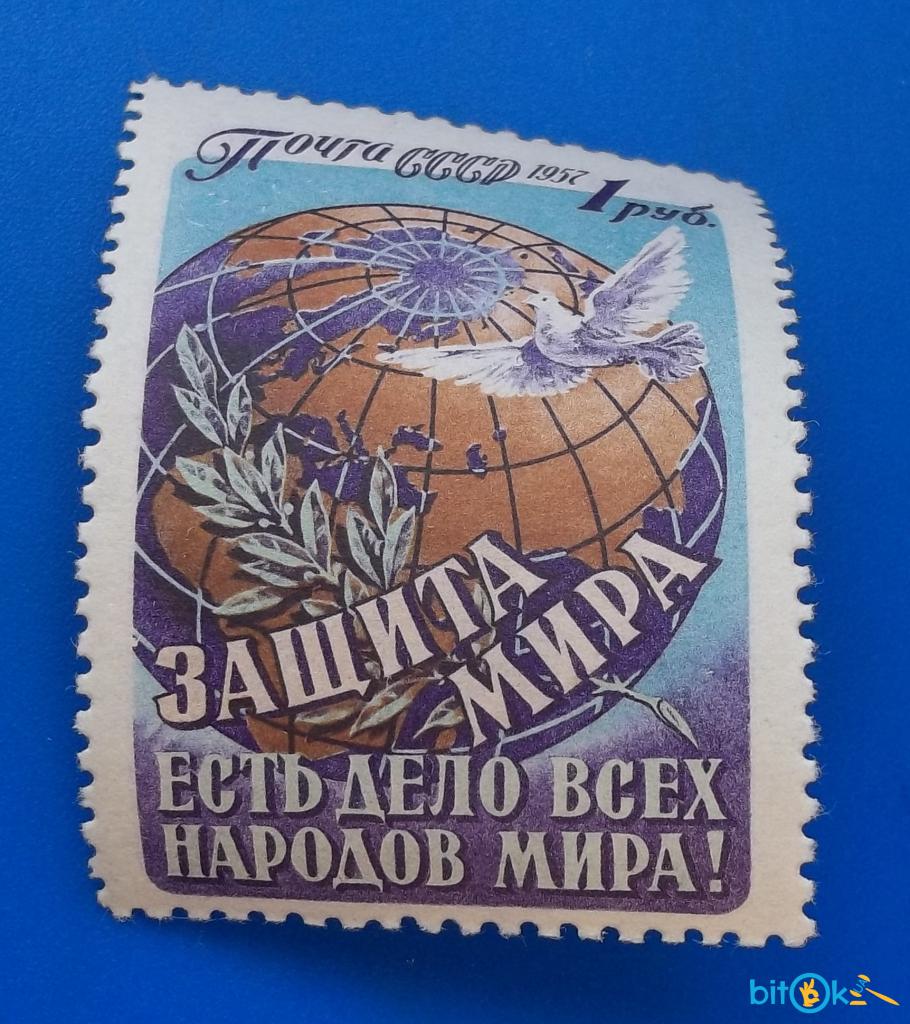 Почта СССР 1957 1 руб.
ЗАЩИТА
МИРА
ЕСТЬ ДЕЛО ВСЕХ
НАРОДОВ МИРА!
bitok